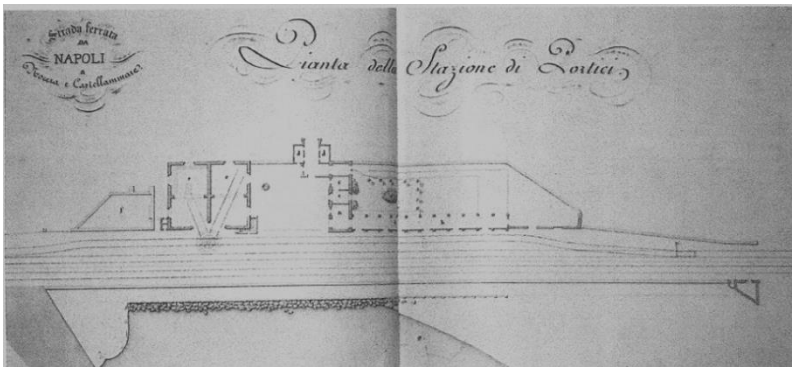 Strada ferrata
DA
NAPOLI
a
Nocera e Castellammare
Pianta della Stazione di Portici